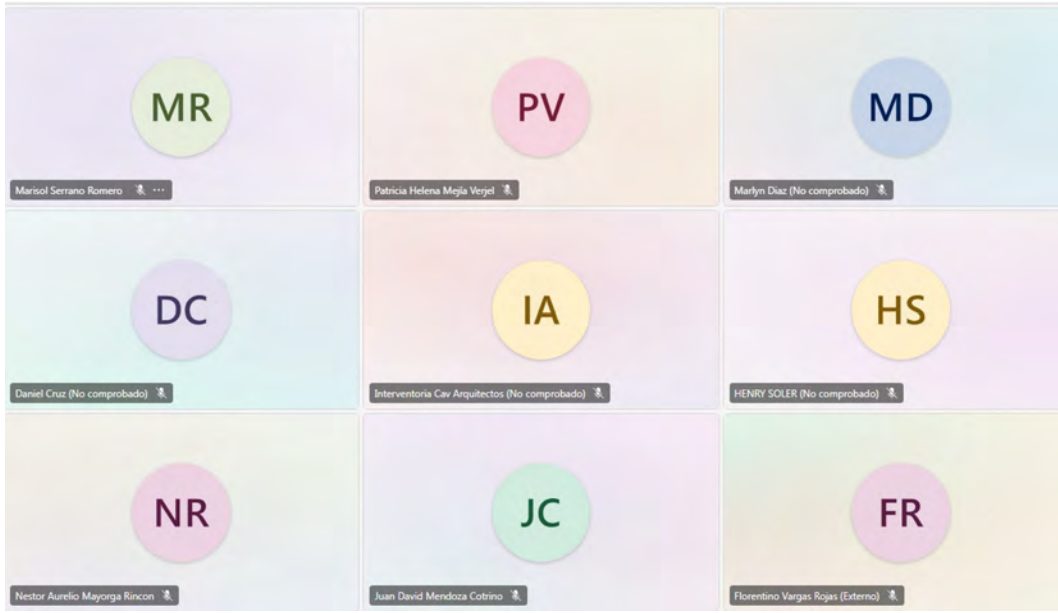 MR
Marisol Serrano Romero
PV
Patricia Helena Mejía Verjel
MD
Marlyn Diaz (No comprobado)
DC
Daniel Cruz (No comprobado)
IA
Interventoria Cav Arquitectos (No comprobado)
HS
HENRY SOLER (No comprobado)
NR
Nestor Aurelio Mayorga Rincon
JC
Juan David Mendoza Cotrino
FR
Florentino Vargas Rojas (Externo)